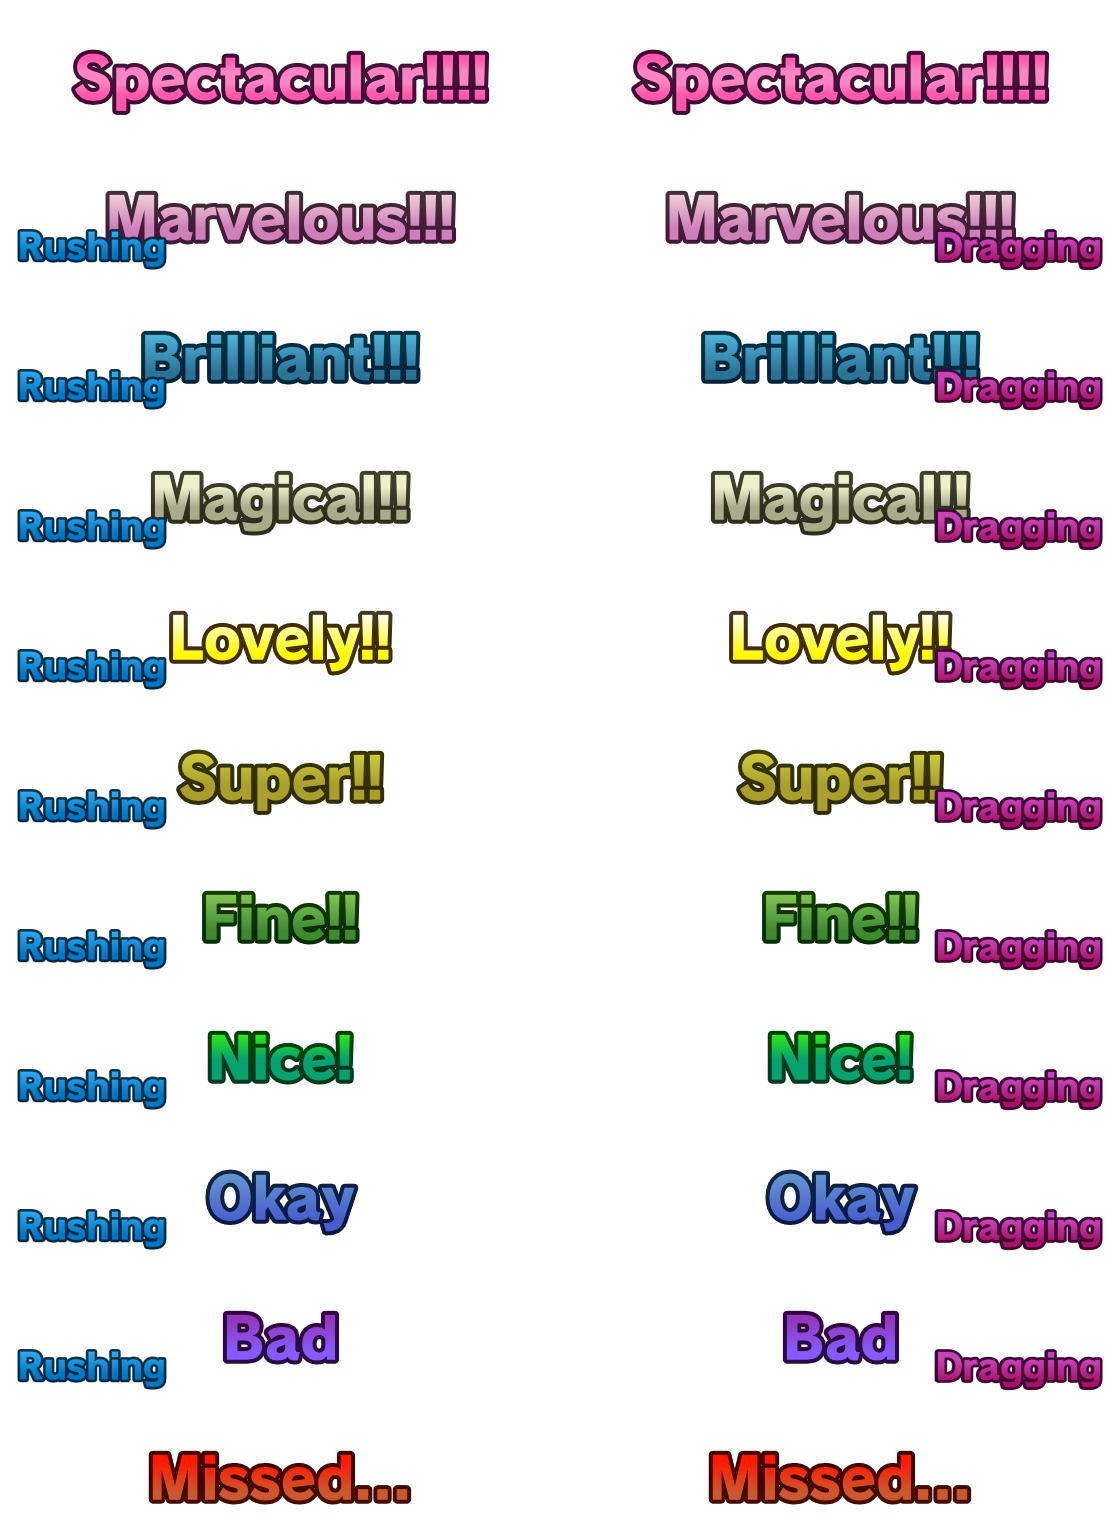 Spectacular!!!! Spectacular!!!!
Marvelous!!! Marvelous!!!
Rushing Dragging
Brilliant!!! Brilliant!!!
Rushing Dragging
Magical!! Magical!!
Rushing Dragging
Lovely!! Lovely!!
Rushing Dragging
Super!! Super!!
Rushing Dragging
Fine!! Fine!!
Rushing Dragging
Nice! Nice!
Rushing Dragging
Okay Okay
Rushing Dragging
Bad Bad
Rushing Dragging
Missed... Missed...